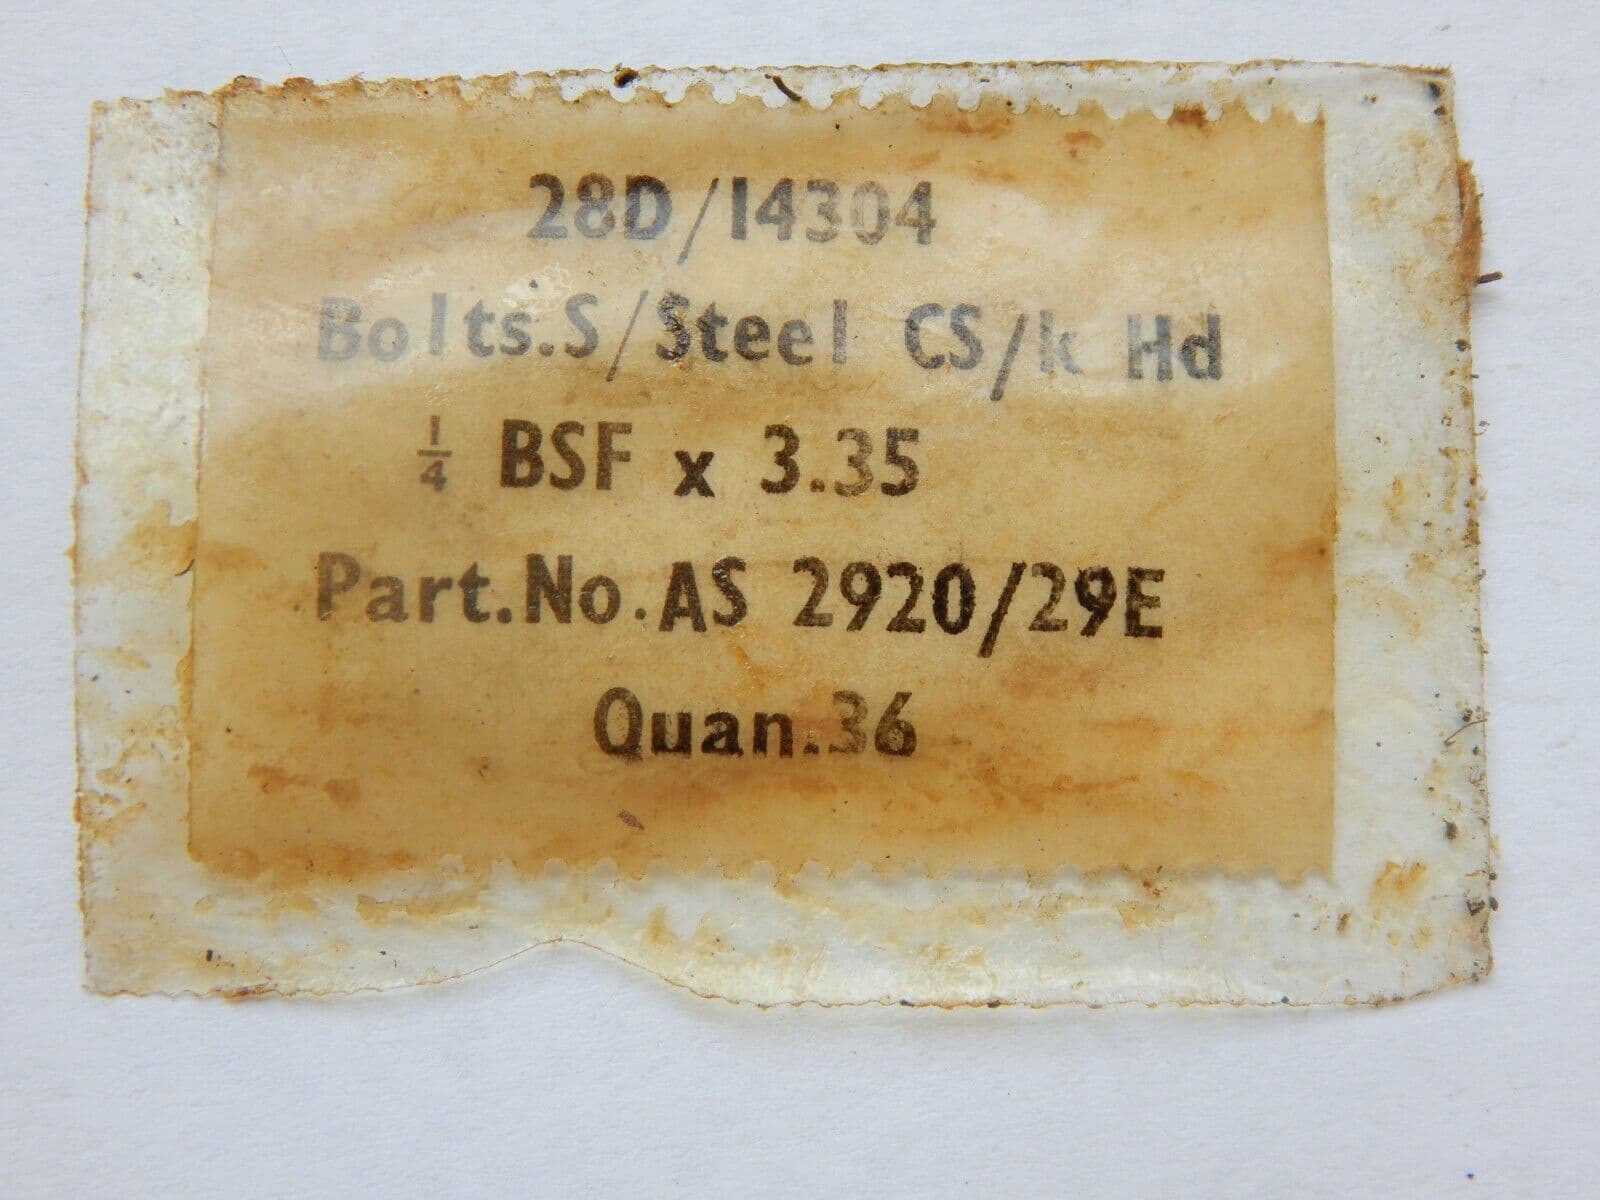 28D/14304
Bolts.S/Steel CS/k Hd
¼ BSF x 3.35
Part.No.AS 2920/29E
Quan.36